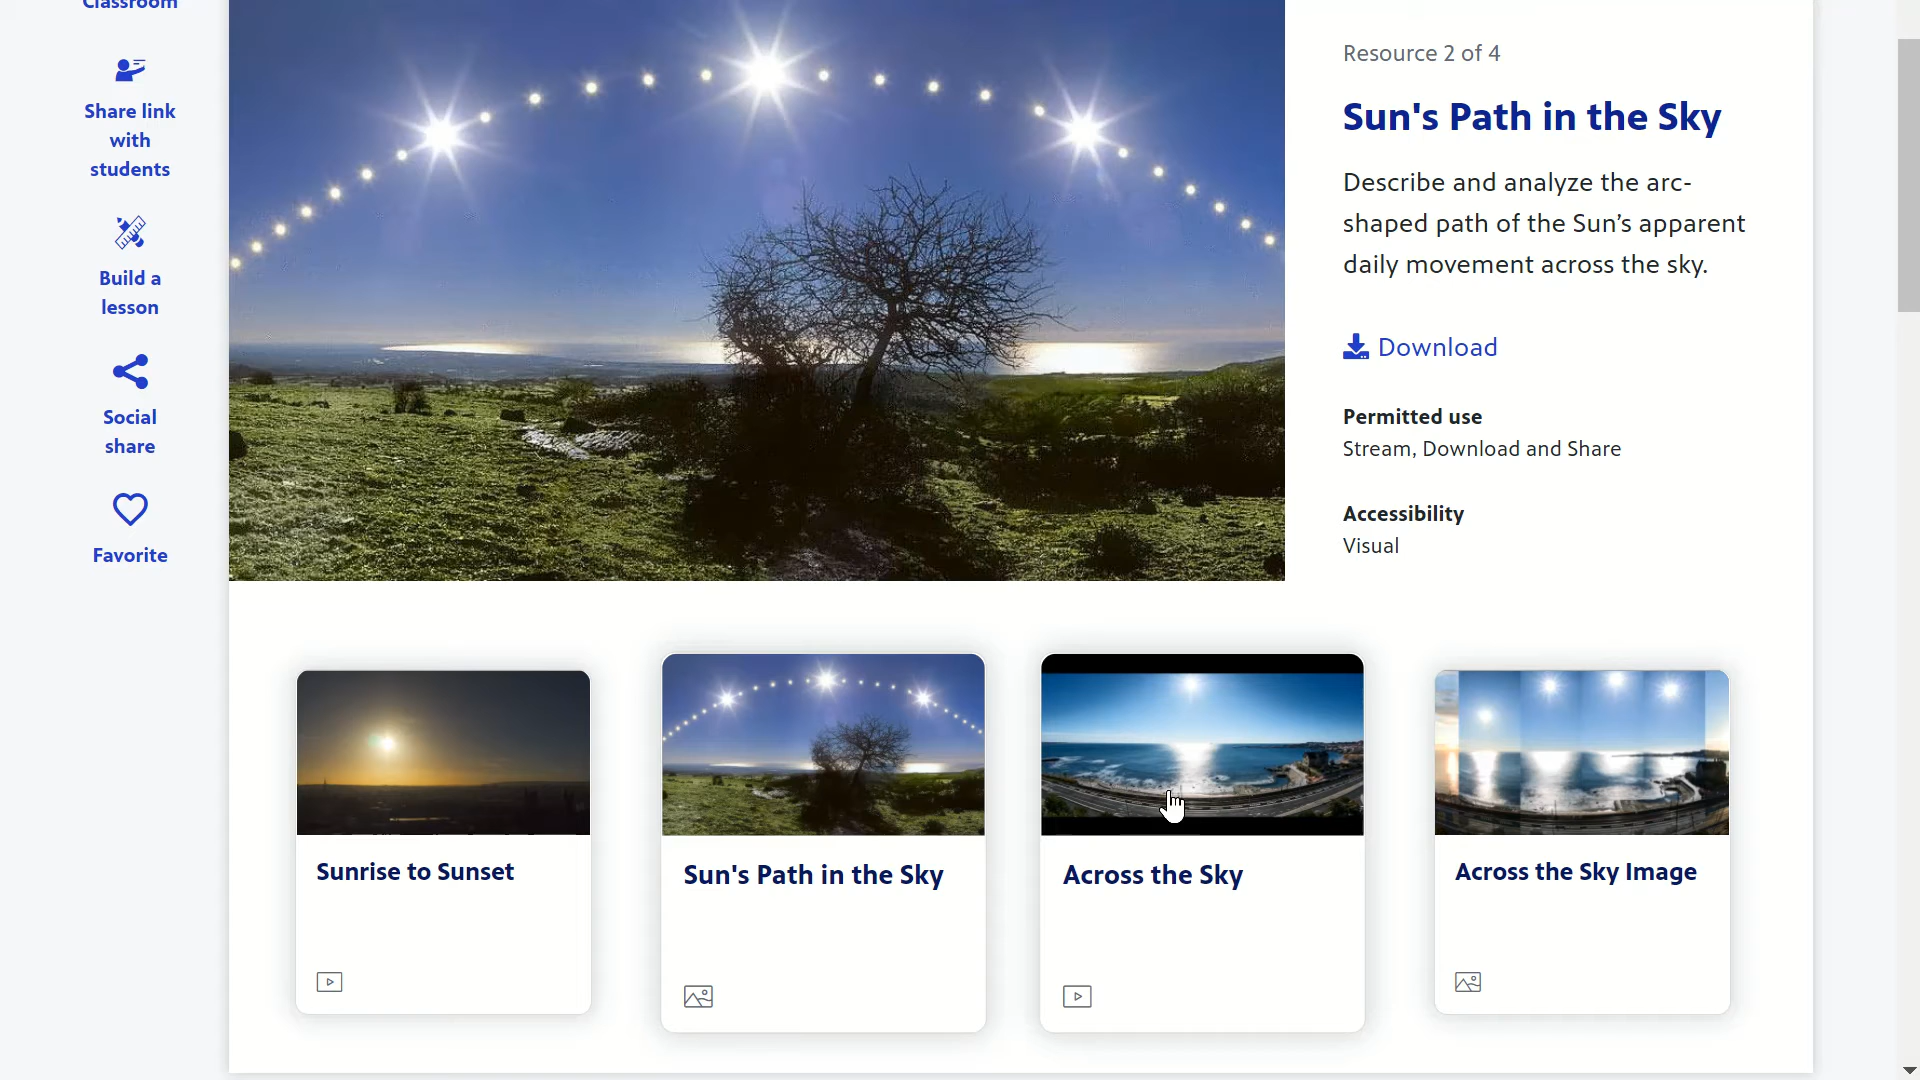 Classroom
Share link
with
students
Build a
lesson
Social
share
Favorite
Resource 2 of 4
Sun's Path in the Sky
Describe and analyze the arc-
shaped path of the Sun’s apparent
daily movement across the sky.
Download
Permitted use
Stream, Download and Share
Accessibility
Visual
Sunrise to Sunset
Sun's Path in the Sky
Across the Sky
Across the Sky Image